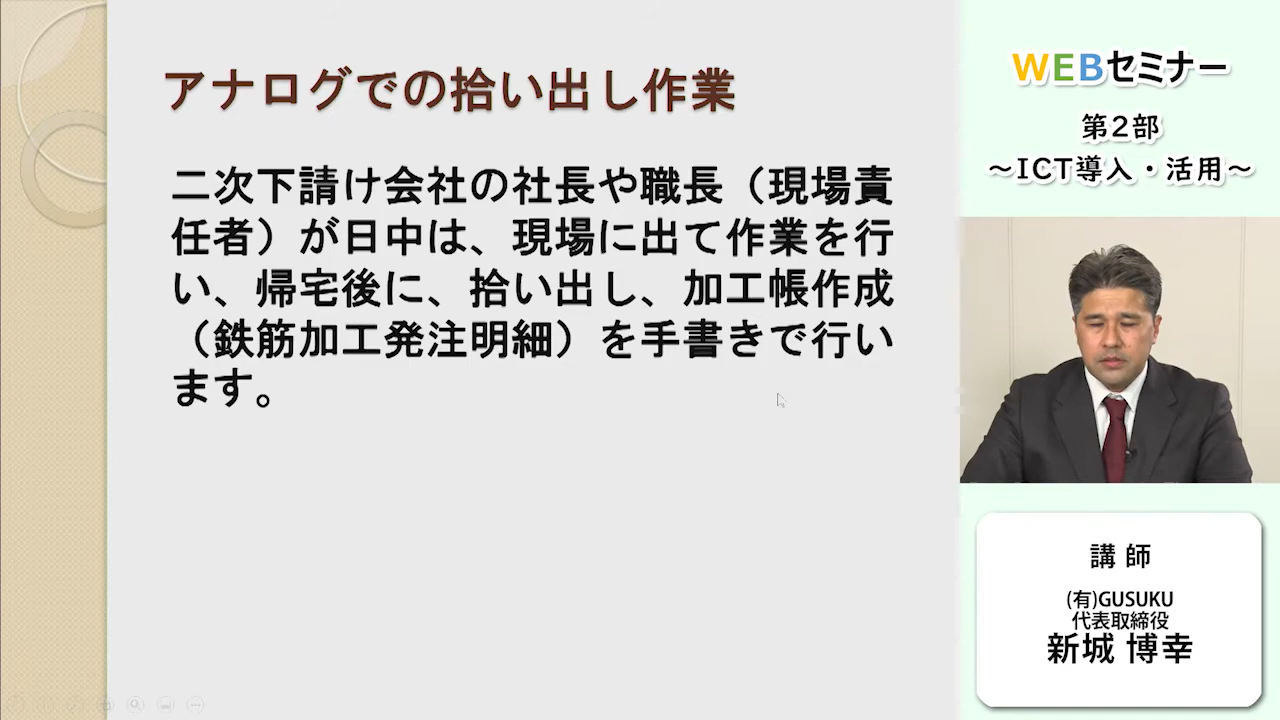 アナログでの拾い出し作業
二次下請け会社の社長や職長（現場責
任者）が日中は、現場に出て作業を行
い、帰宅後に、拾い出し、加工帳作成
（鉄筋加工発注明細）を手書きで行い
ます。
WEBセミナー
第2部
～ICT導入・活用～
講 師
(有)GUSUKU
代表取締役
新城 博幸